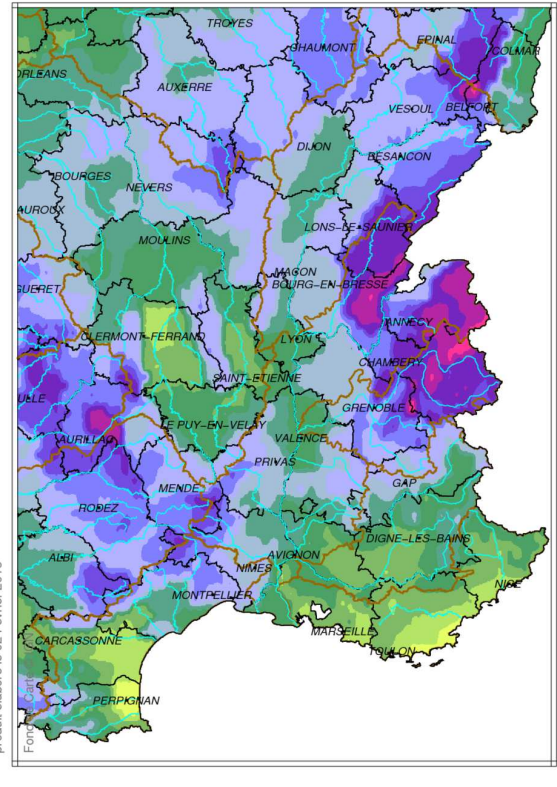 TROYES
EPINAL
CHAUMONT
COLMAR
ORLEANS
AUXERRE
VESOUL
BELFORT
DIJON
BESANCON
BOURGES
NEVERS
AUROUX
LONS-LE-SAUNIER
MOULINS
MACON
BOURG-EN-BRESSE
GUERET
ANNECY
CLERMONT-FERRAND
LYON
CHAMBERY
SAINT-ETIENNE
ULLE
GRENOBLE
LE PUY-EN-VELAY
AURILLAC
VALENCE
PRIVAS
GAP
MENDE
RODEZ
DIGNE-LES-BAINS
AVIGNON
ALBI
NIMES
NICE
MONTPELLIER
MARSEILLE
CARCASSONNE
TOULON
PERPIGNAN